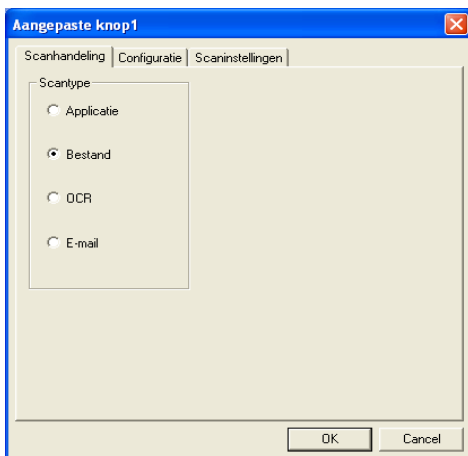 Aangepaste knop1
Scanhandeling Configuratie Scaninstellingen
Scantype
Applicatie
Bestand
OCR
E-mail
OK Cancel